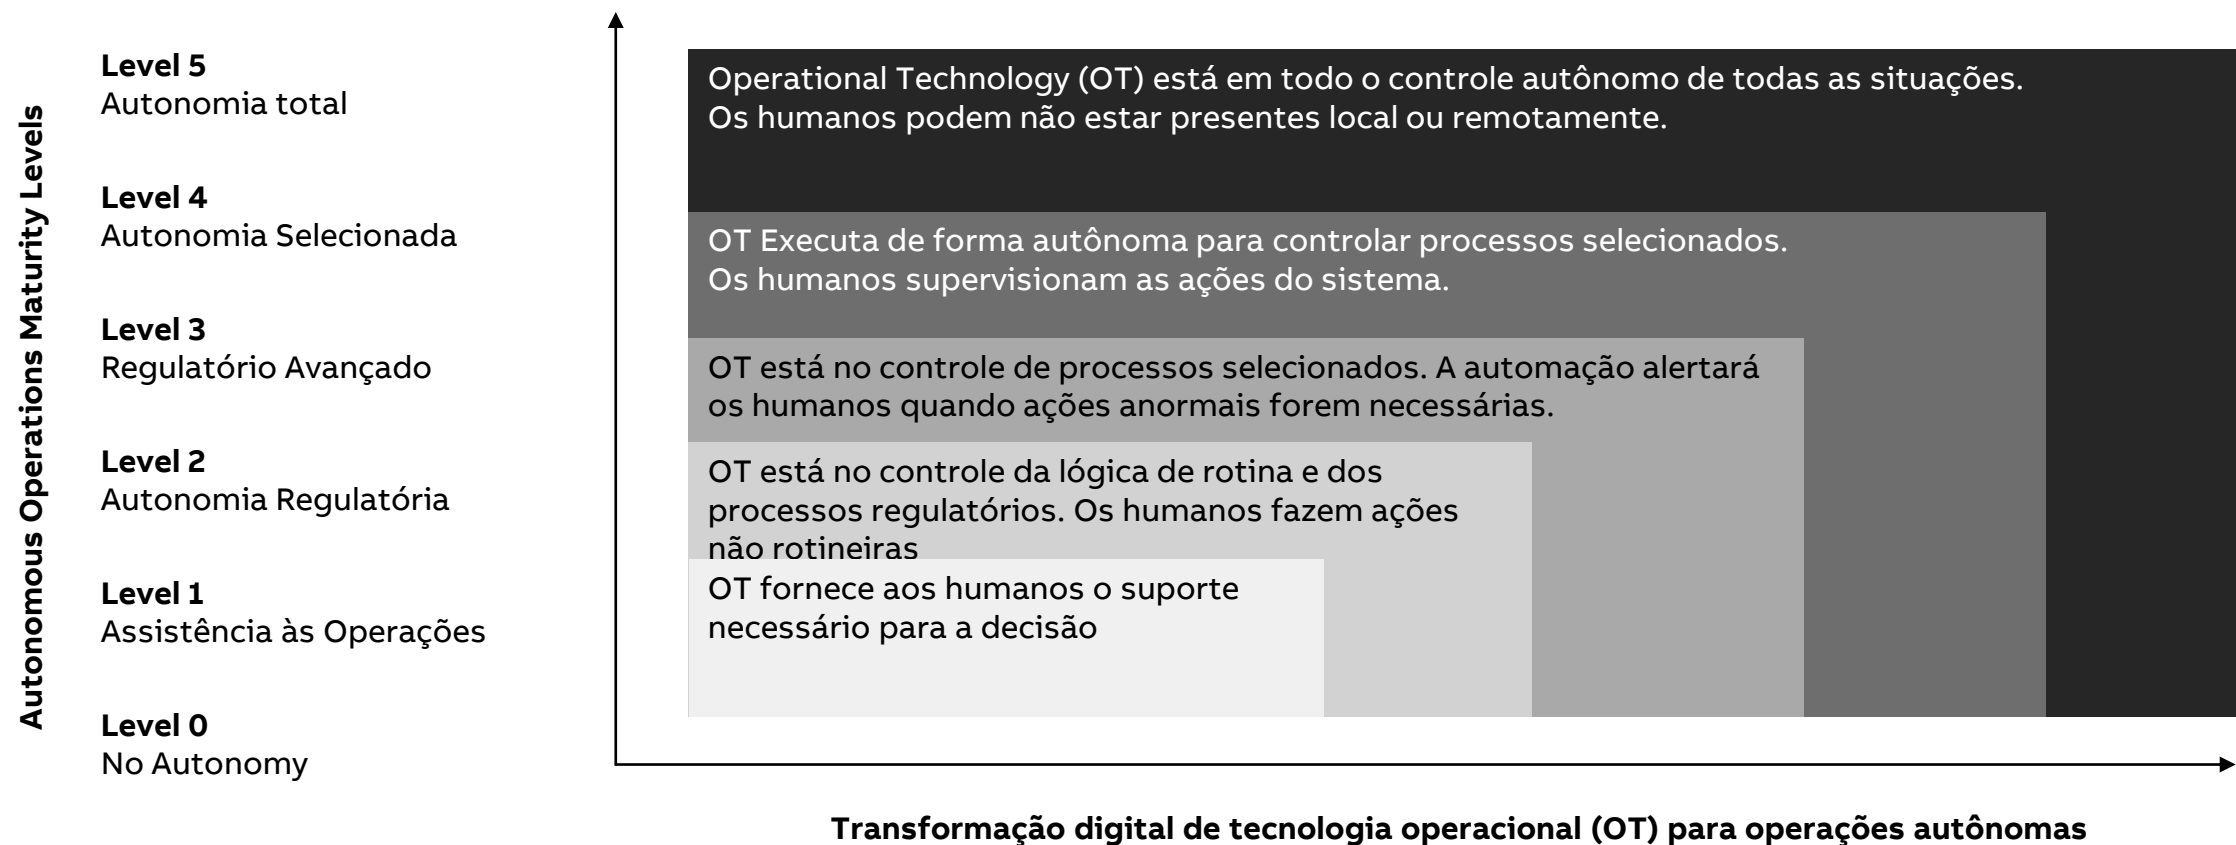 Autonomous Operations Maturity Levels
Level 5
Autonomia total
Level 4
Autonomia Selecionada
Level 3
Regulatório Avançado
Level 2
Autonomia Regulatória
Level 1
Assistência às Operações
Level 0
No Autonomy
Operational Technology (OT) está em todo o controle autônomo de todas as situações.
Os humanos podem não estar presentes local ou remotamente.
OT Executa de forma autônoma para controlar processos selecionados.
Os humanos supervisionam as ações do sistema.
OT está no controle de processos selecionados. A automação alertará
os humanos quando ações anormais forem necessárias.
OT está no controle da lógica de rotina e dos
processos regulatórios. Os humanos fazem ações
não rotineiras
OT fornece aos humanos o suporte
necessário para a decisão
Transformação digital de tecnologia operacional (OT) para operações autônomas